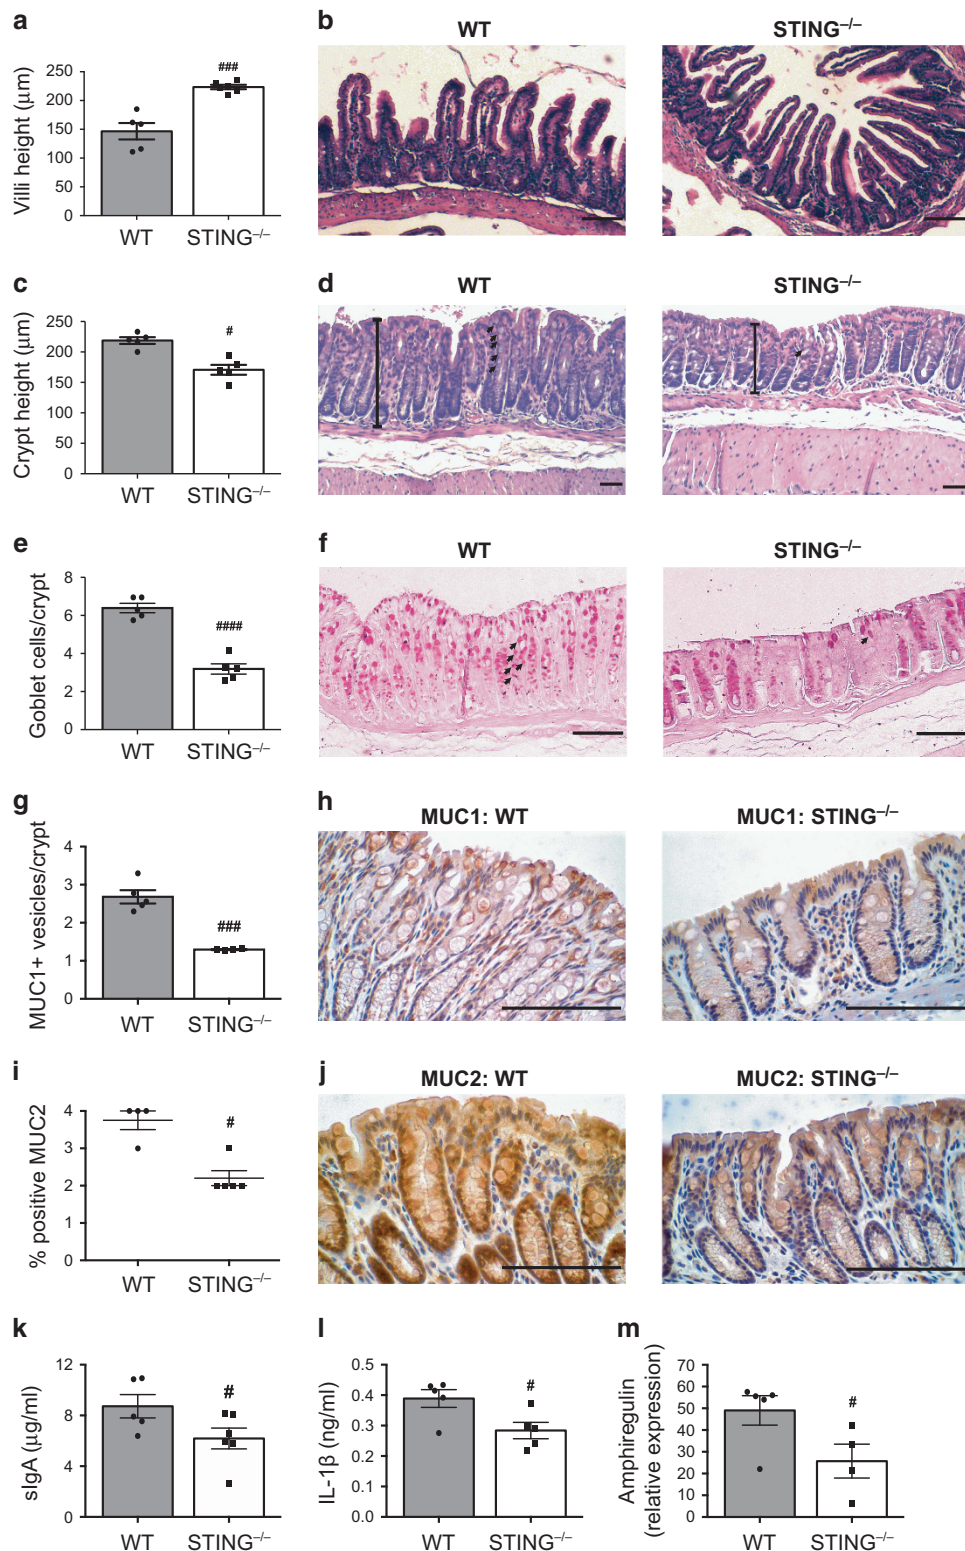 a
Villi height (μm)
250
200
150
100
50
0
###
WT
STING–/–
b
WT
STING–/–
c
Crypt height (μm)
250
200
150
100
50
0
#
WT
STING–/–
d
WT
STING–/–
e
Goblet cells/crypt
8
6
4
2
0
####
WT
STING–/–
f
WT
STING–/–
g
MUC1+ vesicles/crypt
4
3
2
1
0
###
WT
STING–/–
h
MUC1: WT
MUC1: STING–/–
i
% positive MUC2
4
3
2
1
0
#
WT
STING–/–
j
MUC2: WT
MUC2: STING–/–
k
sIgA (μg/ml)
12
8
4
0
#
WT
STING–/–
l
IL-1β (ng/ml)
0.5
0.4
0.3
0.2
0.1
0.0
#
WT
STING–/–
m
Amphiregulin
(relative expression)
70
60
50
40
30
20
10
0
#
WT
STING–/–